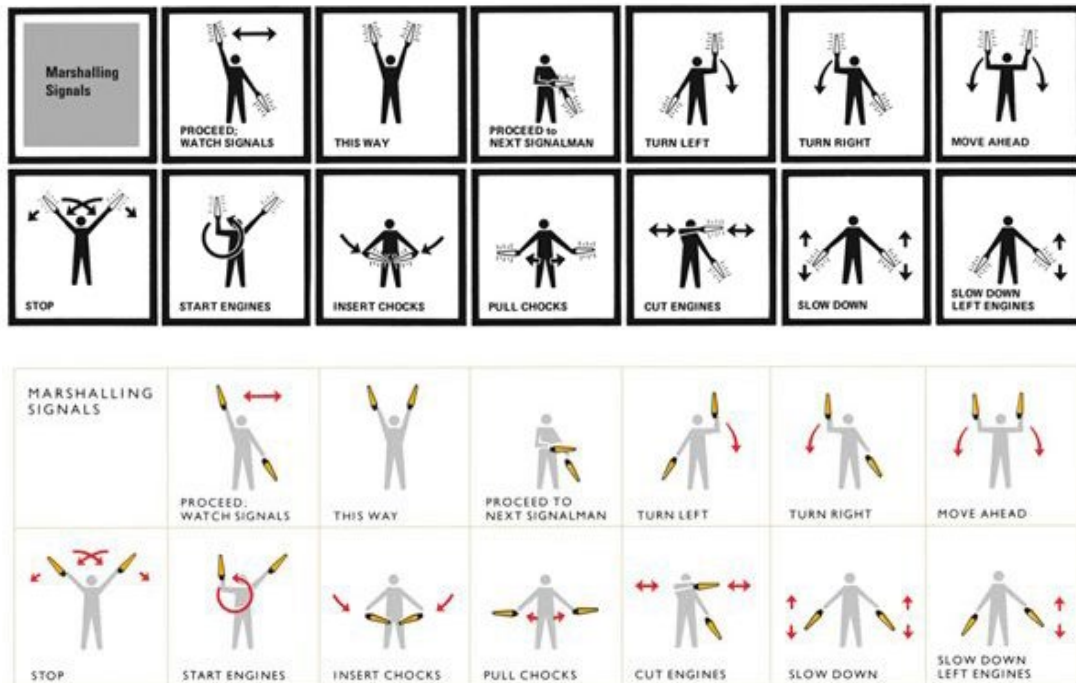 Marshalling
Signals
PROCEED;
WATCH SIGNALS
THIS WAY
PROCEED to
NEXT SIGNALMAN
TURN LEFT
TURN RIGHT
MOVE AHEAD
STOP
START ENGINES
INSERT CHOCKS
PULL CHOCKS
CUT ENGINES
SLOW DOWN
SLOW DOWN
LEFT ENGINES
MARSHALLING
SIGNALS
PROCEED;
WATCH SIGNALS
THIS WAY
PROCEED TO
NEXT SIGNALMAN
TURN LEFT
TURN RIGHT
MOVE AHEAD
STOP
START ENGINES
INSERT CHOCKS
PULL CHOCKS
CUT ENGINES
SLOW DOWN
SLOW DOWN
LEFT ENGINES